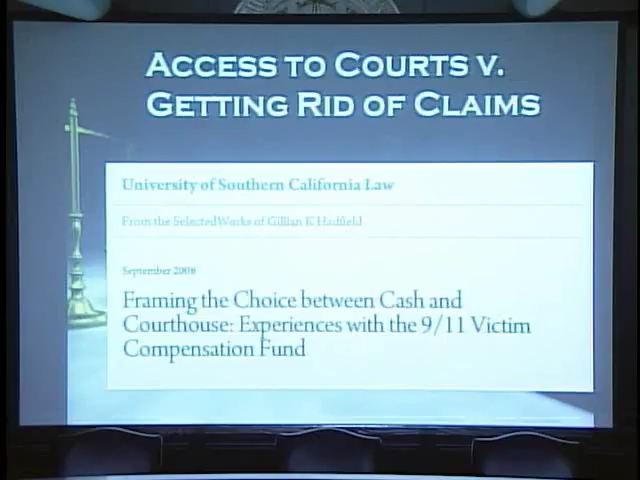 ACCESS TO COURTS V.
GETTING RID OF CLAIMS
University of Southern California Law
From the SelectedWorks of Gillian K Hadfield
September 2008
Framing the Choice between Cash and
Courthouse: Experiences with the 9/11 Victim
Compensation Fund